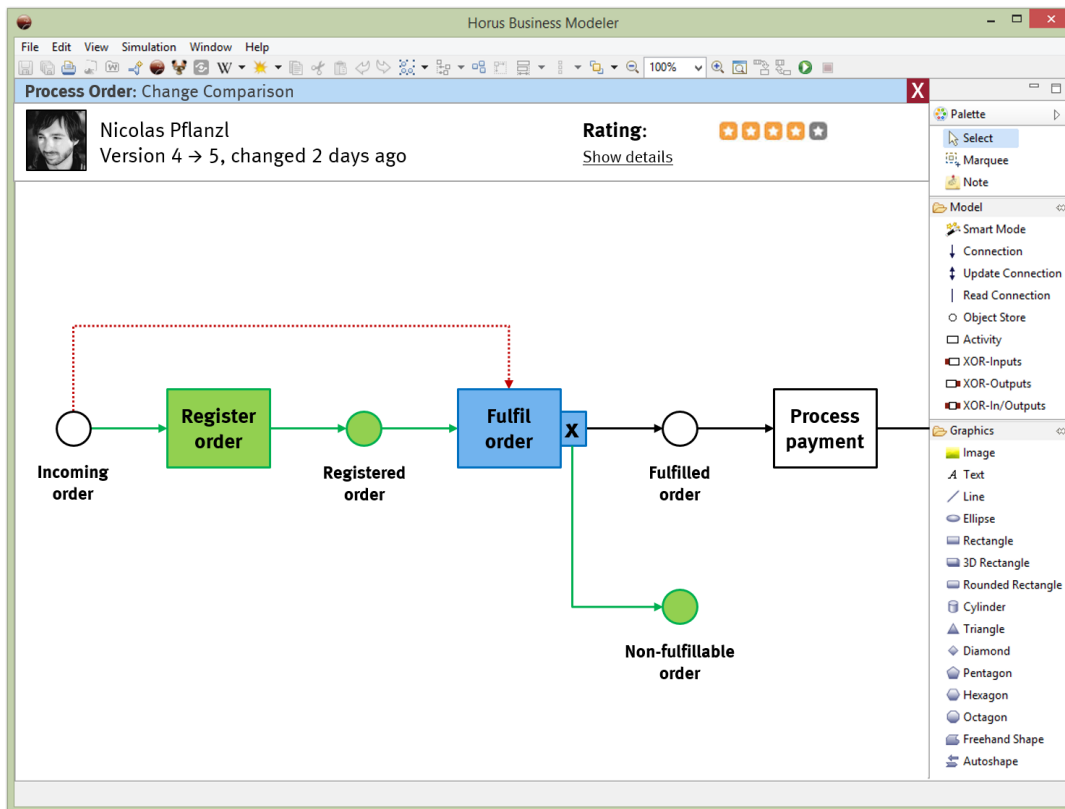 Horus Business Modeler
File Edit View Simulation Window Help
W
100%
Process Order: Change Comparison
X
Nicolas Pflanzl
Version 4 → 5, changed 2 days ago
Rating:
Show details
Register
order
Fulfil
order
X
Process
payment
Incoming
order
Registered
order
Fulfilled
order
Non-fulfillable
order
Palette
Select
Marquee
Note
Model
Smart Mode
Connection
Update Connection
Read Connection
Object Store
Activity
XOR-Inputs
XOR-Outputs
XOR-In/Outputs
Graphics
Image
A Text
Line
Ellipse
Rectangle
3D Rectangle
Rounded Rectangle
Cylinder
Triangle
Diamond
Pentagon
Hexagon
Octagon
Freehand Shape
Autoshape